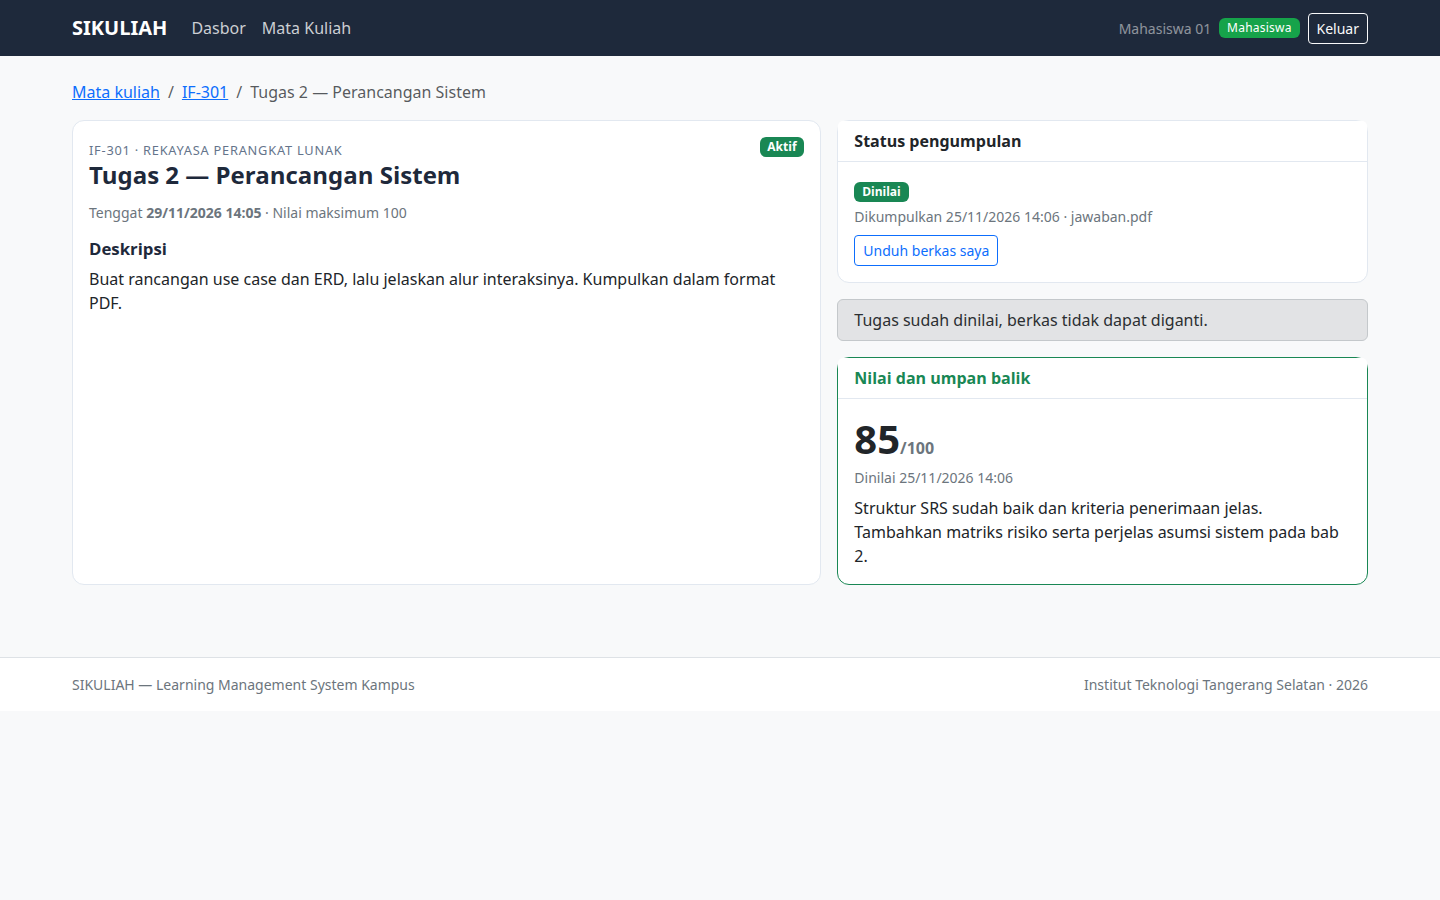 SIKULIAH Dasbor Mata Kuliah Mahasiswa 01 Mahasiswa Keluar
Mata kuliah / IF-301 / Tugas 2 — Perancangan Sistem
IF-301 · REKAYASA PERANGKAT LUNAK Aktif
Tugas 2 — Perancangan Sistem
Tenggat 29/11/2026 14:05 · Nilai maksimum 100
Deskripsi
Buat rancangan use case dan ERD, lalu jelaskan alur interaksinya. Kumpulkan dalam format
PDF.
Status pengumpulan
Dinilai
Dikumpulkan 25/11/2026 14:06 · jawaban.pdf
Unduh berkas saya
Tugas sudah dinilai, berkas tidak dapat diganti.
Nilai dan umpan balik
85/100
Dinilai 25/11/2026 14:06
Struktur SRS sudah baik dan kriteria penerimaan jelas.
Tambahkan matriks risiko serta perjelas asumsi sistem pada bab
2.
SIKULIAH — Learning Management System Kampus Institut Teknologi Tangerang Selatan · 2026